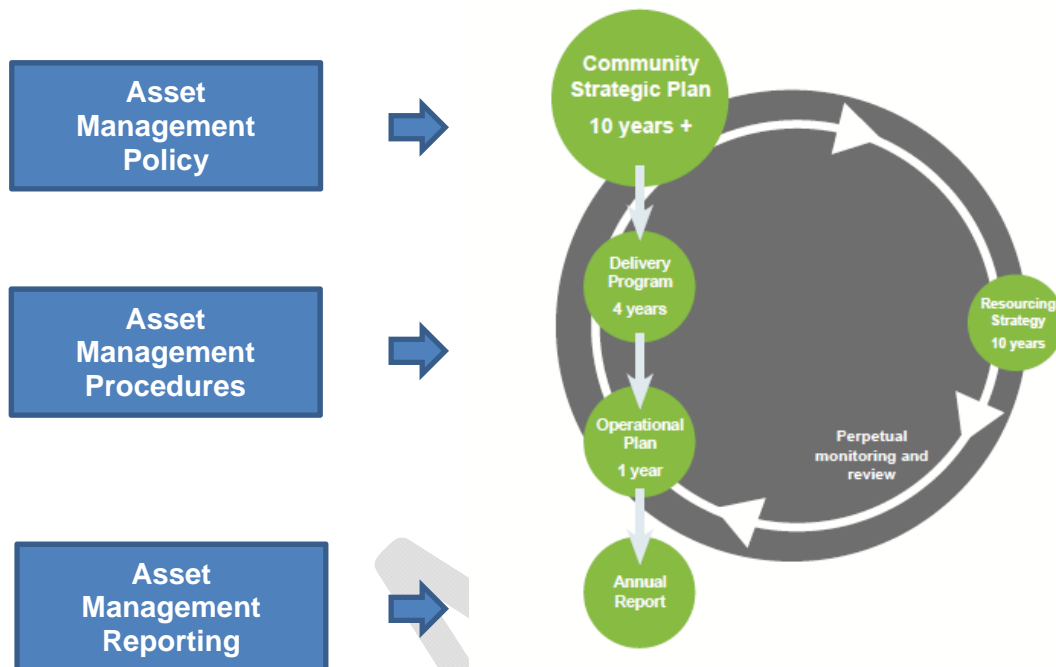 Asset
Management
Policy
Asset
Management
Procedures
Asset
Management
Reporting
Community
Strategic Plan
10 years +
Delivery
Program
4 years
Operational
Plan
1 year
Annual
Report
Resourcing
Strategy
10 years
Perpetual
monitoring and
review